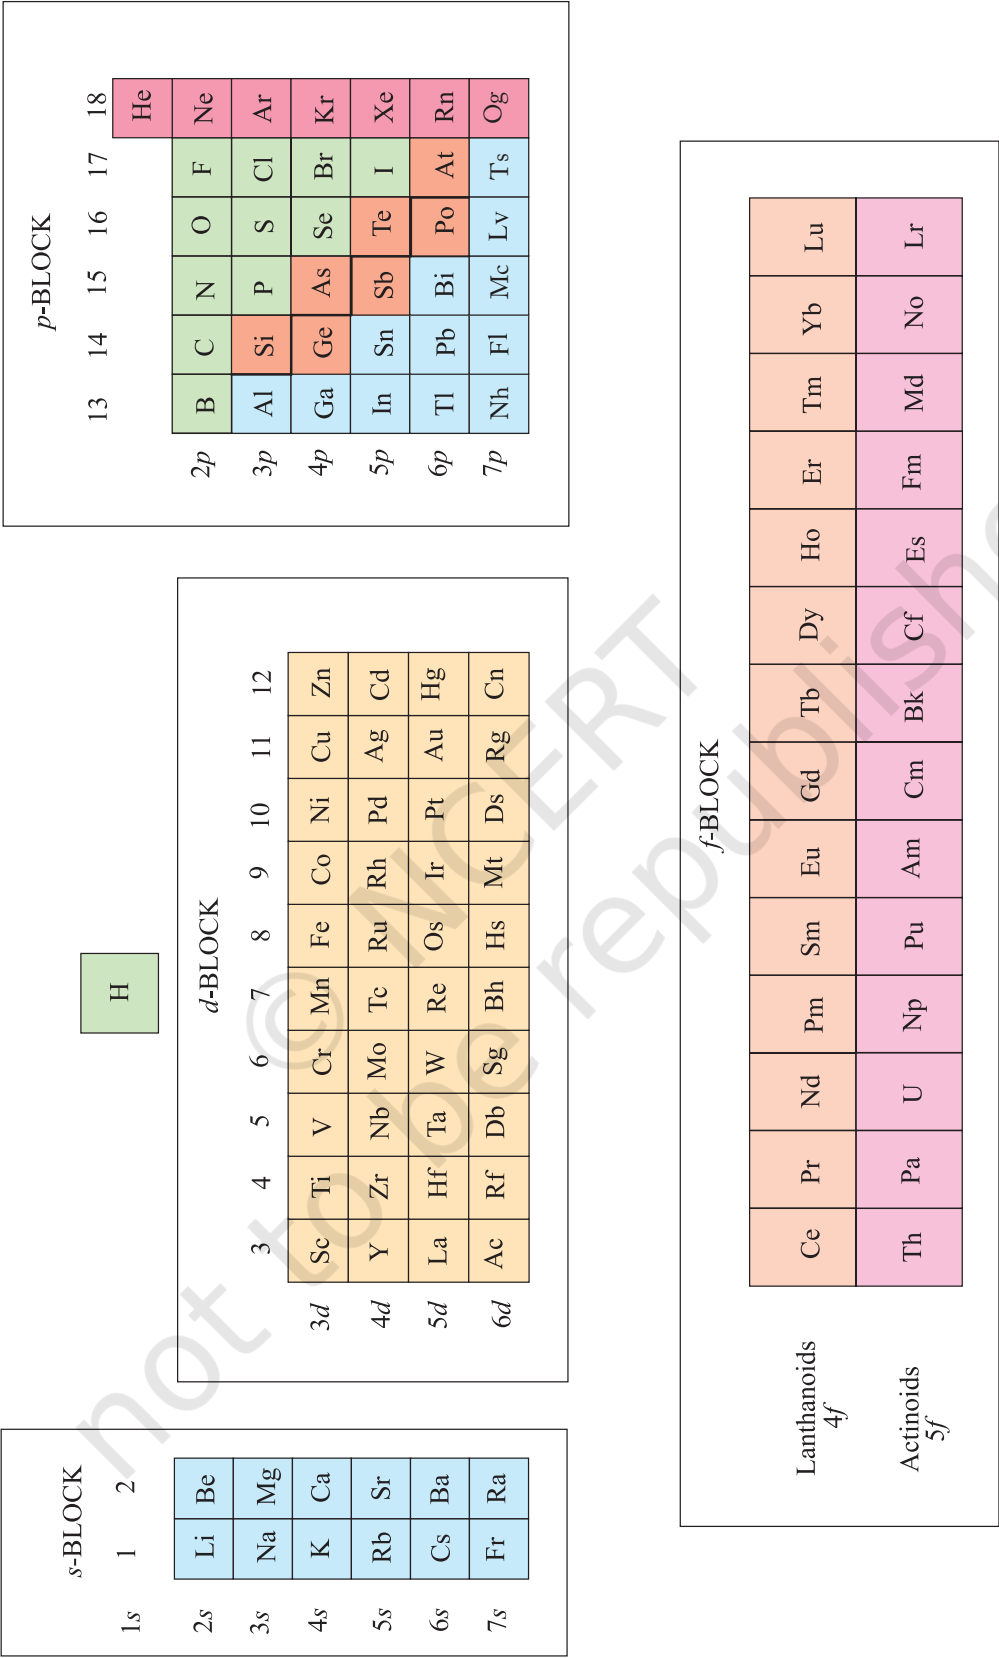 s-BLOCK
1 2
1s
2s Li Be
3s Na Mg
4s K Ca
5s Rb Sr
6s Cs Ba
7s Fr Ra
H
d-BLOCK
3 4 5 6 7 8 9 10 11 12
3d Sc Ti V Cr Mn Fe Co Ni Cu Zn
4d Y Zr Nb Mo Tc Ru Rh Pd Ag Cd
5d La Hf Ta W Re Os Ir Pt Au Hg
6d Ac Rf Db Sg Bh Hs Mt Ds Rg Cn
p-BLOCK
13 14 15 16 17 18
He
2p B C N O F Ne
3p Al Si P S Cl Ar
4p Ga Ge As Se Br Kr
5p In Sn Sb Te I Xe
6p Tl Pb Bi Po At Rn
7p Nh Fl Mc Lv Ts Og
f-BLOCK
Lanthanoids
4f
Ce Pr Nd Pm Sm Eu Gd Tb Dy Ho Er Tm Yb Lu
Actinoids
5f
Th Pa U Np Pu Am Cm Bk Cf Es Fm Md No Lr
© NCERT
not to be republishe